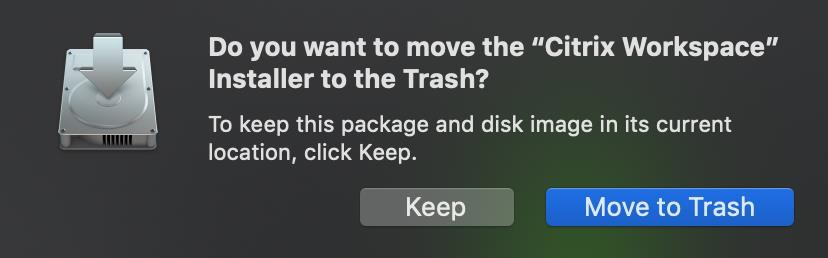 Do you want to move the “Citrix Workspace”
Installer to the Trash?
To keep this package and disk image in its current
location, click Keep.
Keep
Move to Trash